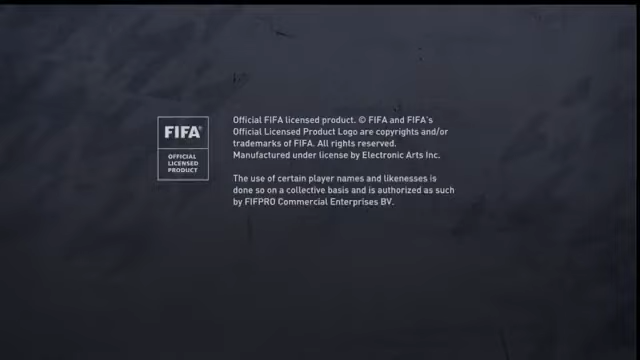 FIFA®
OFFICIAL
LICENSED
PRODUCT
Official FIFA licensed product. © FIFA and FIFA's
Official Licensed Product Logo are copyrights and/or
trademarks of FIFA. All rights reserved.
Manufactured under license by Electronic Arts Inc.
The use of certain player names and likenesses is
done so on a collective basis and is authorized as such
by FIFPRO Commercial Enterprises BV.